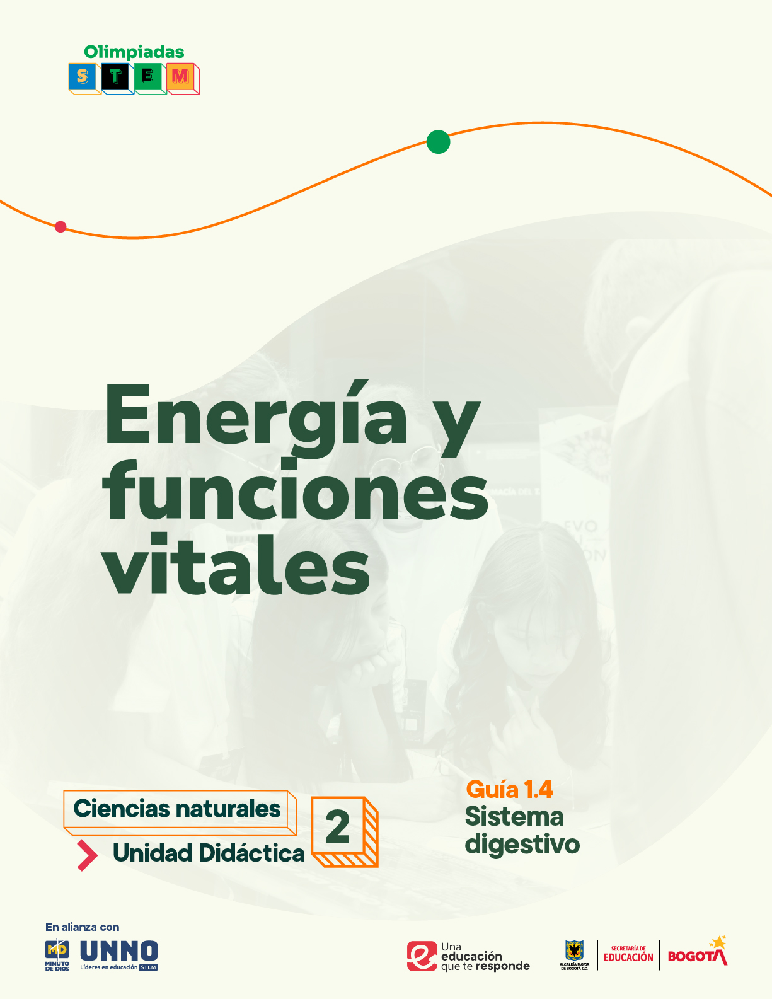 Olimpiadas
STEM
Energía y
funciones
vitales
EVO
Ciencias naturales
Unidad Didáctica
2
Guía 1.4
Sistema
digestivo
En alianza con
MD
MINUTO
DE DIOS
UNNO
Líderes en educación STEM
e
Una
educación
que te responde
ALCALDÍA MAYOR
DE BOGOTÁ D.C.
SECRETARÍA DE
EDUCACIÓN
BOGOTÁ